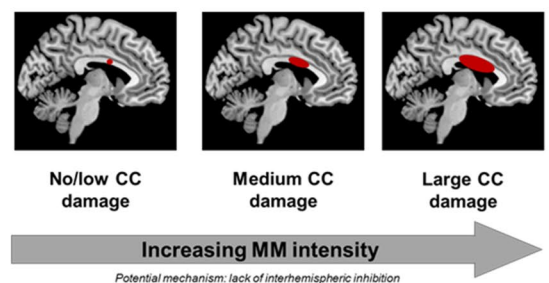 No/low CC
damage
Medium CC
damage
Large CC
damage
Increasing MM intensity
Potential mechanism: lack of interhemispheric inhibition